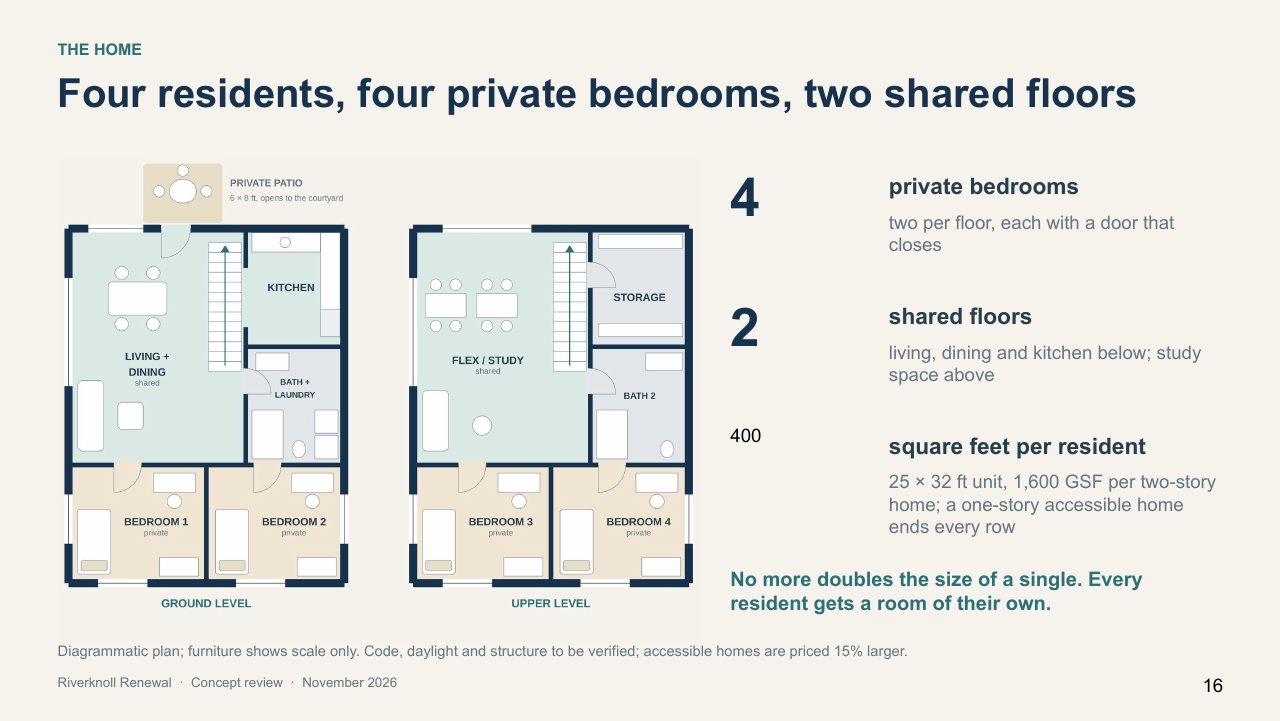 THE HOME
Four residents, four private bedrooms, two shared floors
PRIVATE PATIO
6 × 8 ft, opens to the courtyard
KITCHEN
LIVING +
DINING
shared
BATH +
LAUNDRY
BEDROOM 1
private
BEDROOM 2
private
GROUND LEVEL
STORAGE
FLEX / STUDY
shared
BATH 2
BEDROOM 3
private
BEDROOM 4
private
UPPER LEVEL
4
private bedrooms
two per floor, each with a door that
closes
2
shared floors
living, dining and kitchen below; study
space above
400
square feet per resident
25 × 32 ft unit, 1,600 GSF per two-story
home; a one-story accessible home
ends every row
No more doubles the size of a single. Every
resident gets a room of their own.
Diagrammatic plan; furniture shows scale only. Code, daylight and structure to be verified; accessible homes are priced 15% larger.
Riverknoll Renewal · Concept review · November 2026
16